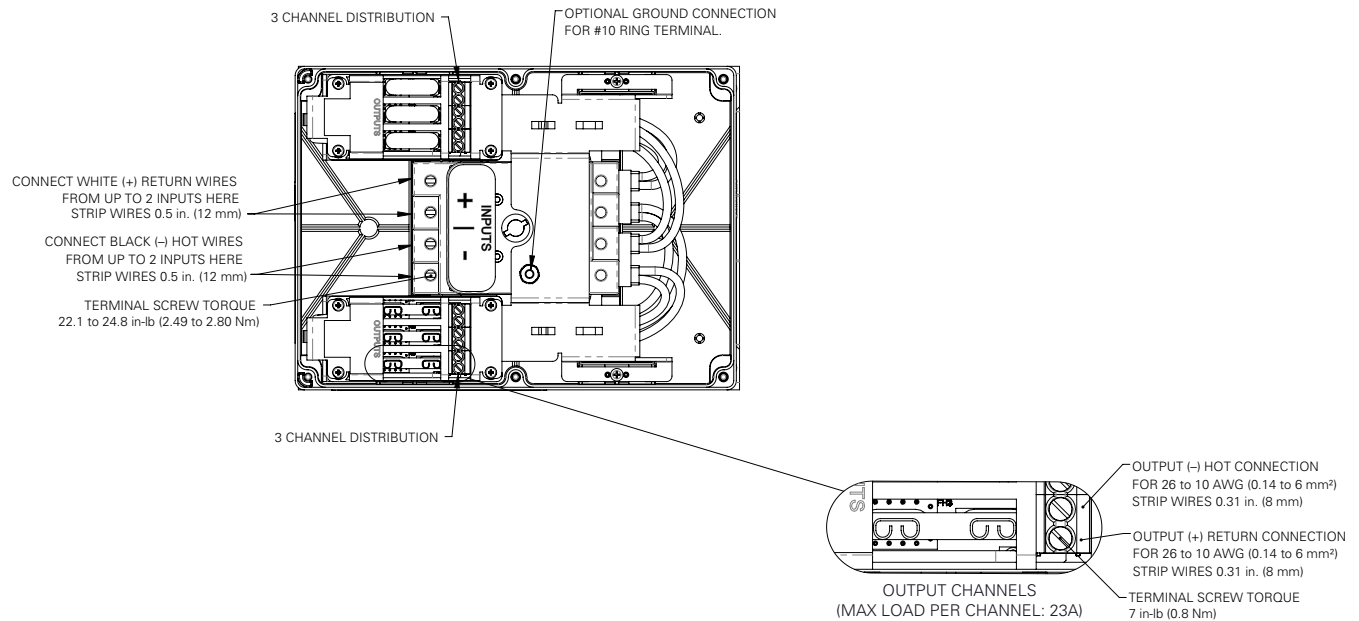 3 CHANNEL DISTRIBUTION
OPTIONAL GROUND CONNECTION
FOR #10 RING TERMINAL.
OUTPUTS
CONNECT WHITE (+) RETURN WIRES
FROM UP TO 2 INPUTS HERE
STRIP WIRES 0.5 in. (12 mm)
CONNECT BLACK (–) HOT WIRES
FROM UP TO 2 INPUTS HERE
STRIP WIRES 0.5 in. (12 mm)
TERMINAL SCREW TORQUE
22.1 to 24.8 in-lb (2.49 to 2.80 Nm)
+ | -
INPUTS
OUTPUTS
3 CHANNEL DISTRIBUTION
UTS
FH3
OUTPUT (–) HOT CONNECTION
FOR 26 to 10 AWG (0.14 to 6 mm²)
STRIP WIRES 0.31 in. (8 mm)
OUTPUT (+) RETURN CONNECTION
FOR 26 to 10 AWG (0.14 to 6 mm²)
STRIP WIRES 0.31 in. (8 mm)
TERMINAL SCREW TORQUE
7 in-lb (0.8 Nm)
OUTPUT CHANNELS
(MAX LOAD PER CHANNEL: 23A)